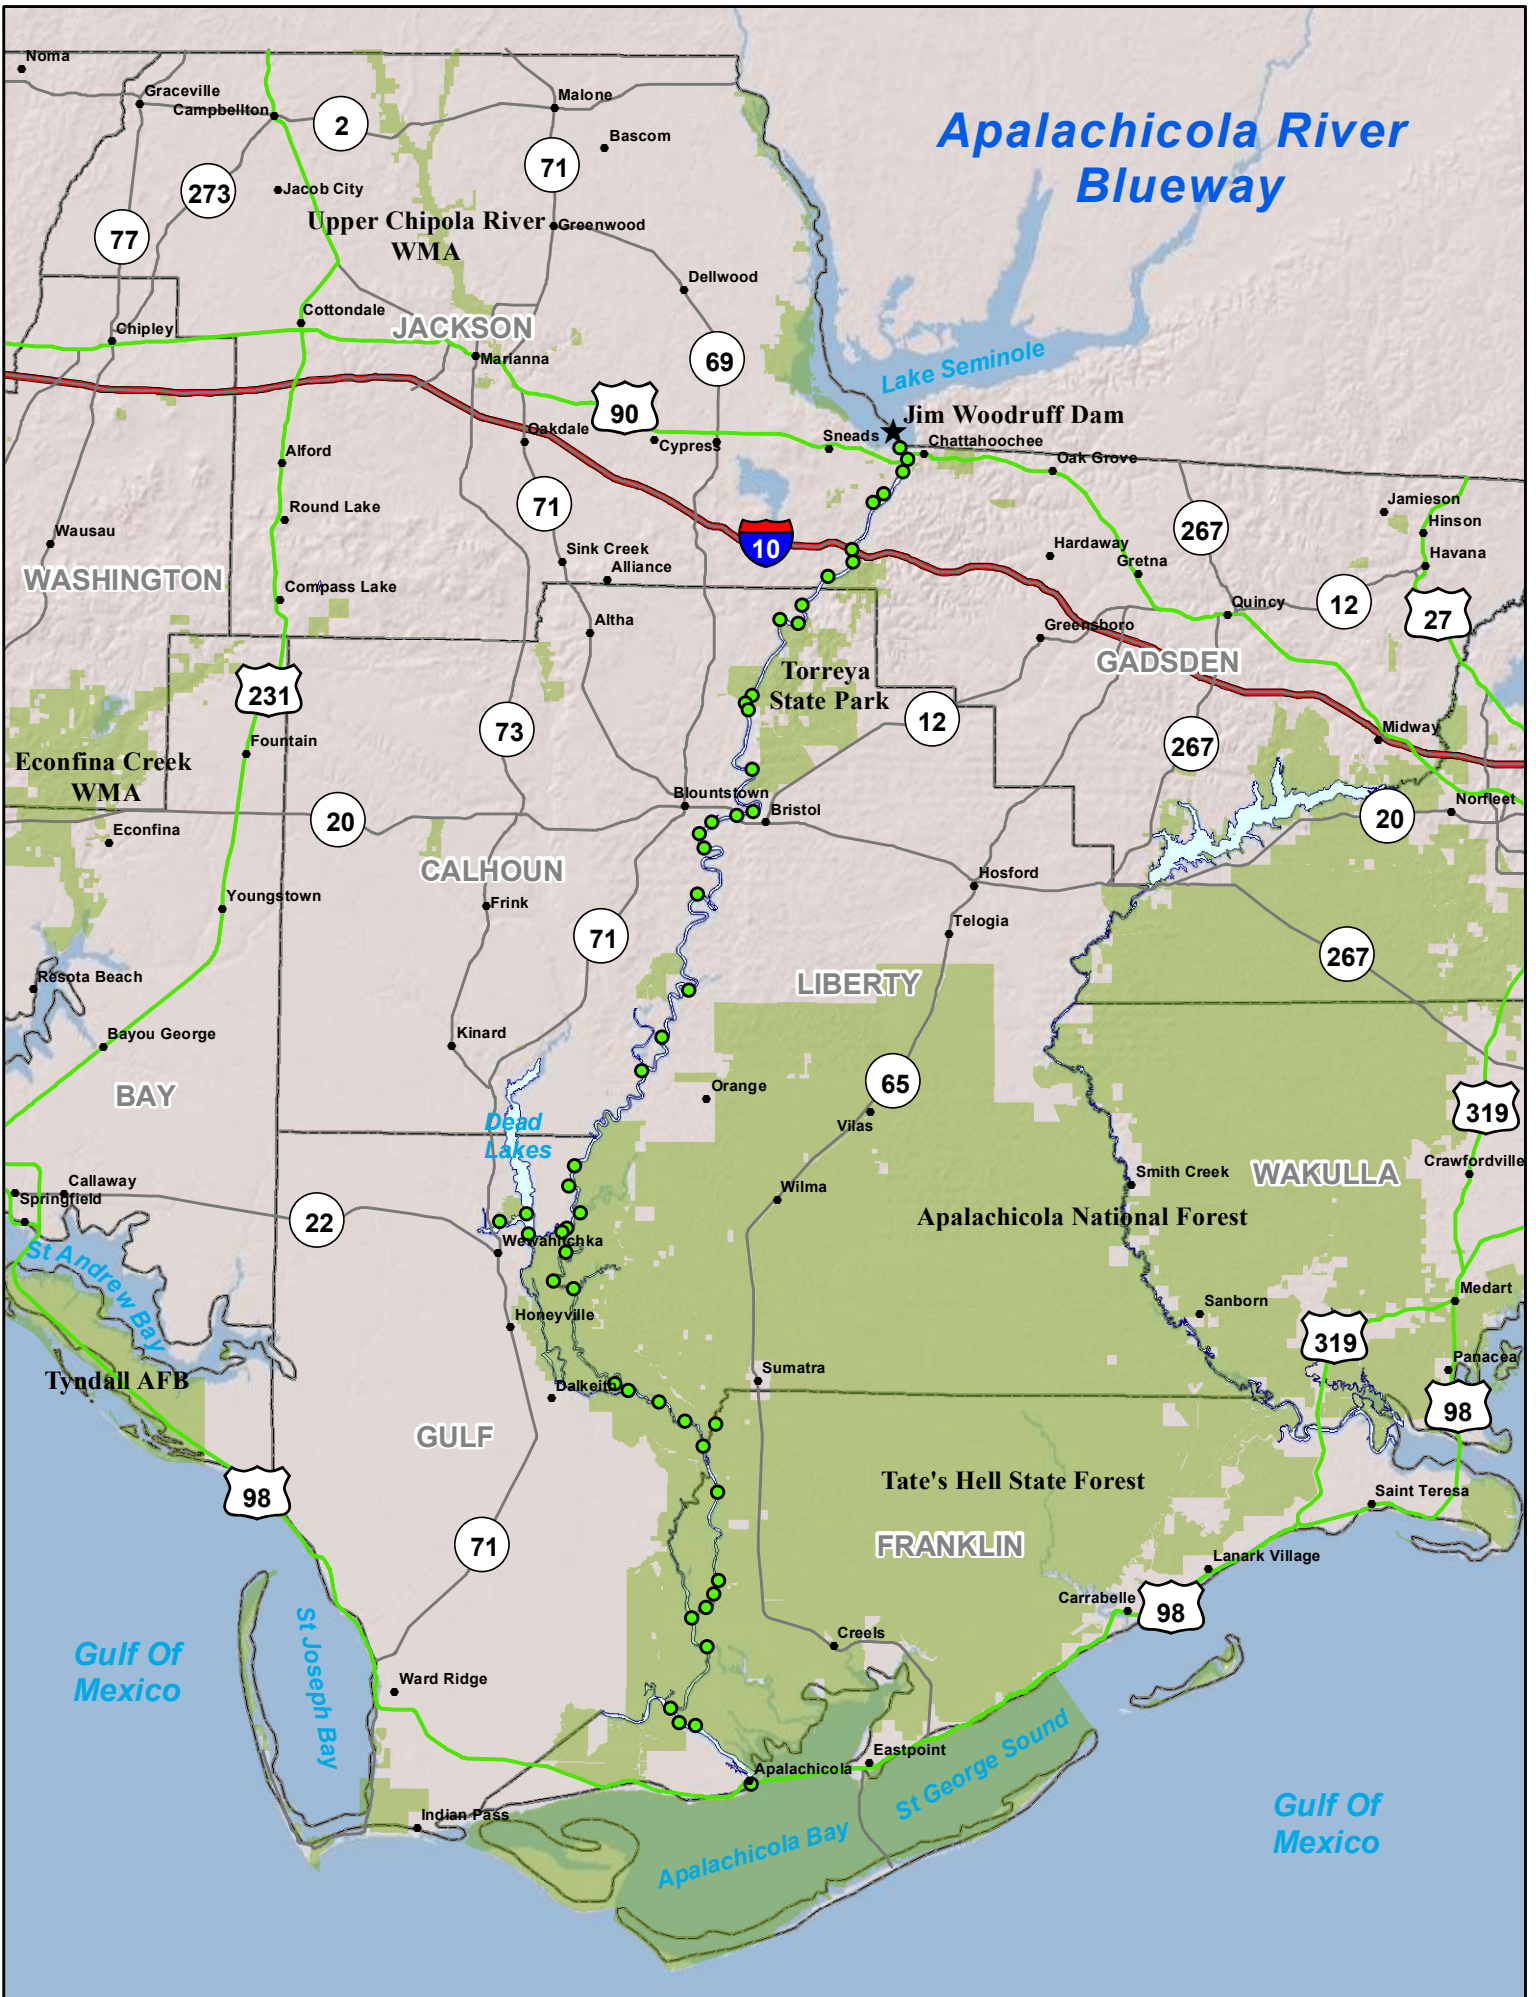 Apalachicola River
Blueway
Noma
Graceville
Campbellton
2
Malone
Bascom
71
273
Jacob City
Upper Chipola River
WMA
Greenwood
77
Dellwood
Cottondale
JACKSON
Chipley
Marianna
69
Lake Seminole
90
Jim Woodruff Dam
Oakdale
Cypress
Sneads
Chattahoochee
Oak Grove
Alford
71
Round Lake
Jamieson
Hinson
267
Wausau
10
Havana
Sink Creek
Alliance
Hardaway
Gretna
WASHINGTON
Compass Lake
Altha
Quincy
12
27
Greensboro
GADSDEN
Torreya
State Park
231
12
73
Fountain
267
Midway
Econfina Creek
WMA
Blountstown
Bristol
20
Norfleet
20
Econfina
CALHOUN
Hosford
Youngstown
Frink
71
Telogia
267
Resota Beach
LIBERTY
Bayou George
Kinard
BAY
Orange
65
319
Dead
Lakes
Vilas
Crawfordville
Callaway
Springfield
Smith Creek
WAKULLA
Wilma
22
Apalachicola National Forest
Wewahitchka
St Andrew Bay
Medart
Honeyville
Sanborn
319
Tyndall AFB
Sumatra
Panacea
Dalkeith
98
GULF
Tate's Hell State Forest
98
Saint Teresa
71
FRANKLIN
Lanark Village
Carrabelle
98
St Joseph Bay
Creels
Gulf Of
Mexico
Ward Ridge
Eastpoint
Apalachicola
St George Sound
Indian Pass
Apalachicola Bay
Gulf Of
Mexico